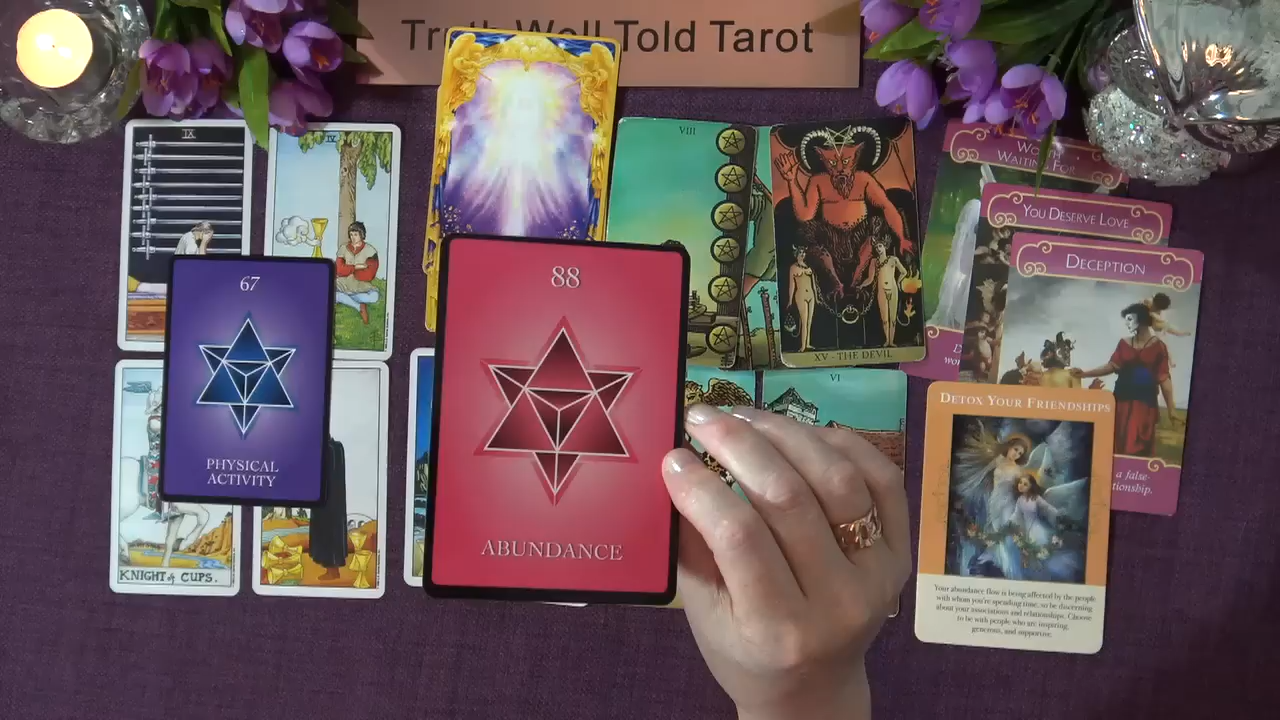 Truth Well Told Tarot
IX
IV
VIII
WORTH
WAITING FOR
YOU DESERVE LOVE
DECEPTION
67
PHYSICAL
ACTIVITY
88
ABUNDANCE
XV - THE DEVIL
VI
DETOX YOUR FRIENDSHIPS
a false-
Your abundance flow is being affected by the people
with whom you're spending time, so be discerning
about your associations and relationships. Choose
to be with people who are inspiring,
generous, and supportive.
KNIGHT of CUPS.